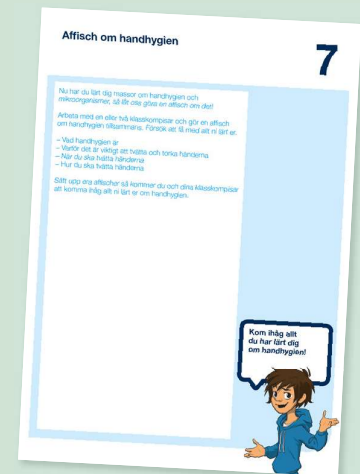 Affisch om handhygien
7
Nu har du lärt dig massor om handhygien och
mikroorganismer, så låt oss göra en affisch om det!
Arbeta med en eller två klasskompisar och gör en affisch
om handhygien tillsammans. Försök att få med allt ni lärt er.
– Vad handhygien är
– Varför det är viktigt att tvätta och torka händerna
– När du ska tvätta händerna
– Hur du ska tvätta händerna
Sätt upp era affischer så kommer du och dina klasskompisar
att komma ihåg allt ni lärt er om handhygien.
Kom ihåg allt
du har lärt dig
om handhygien!